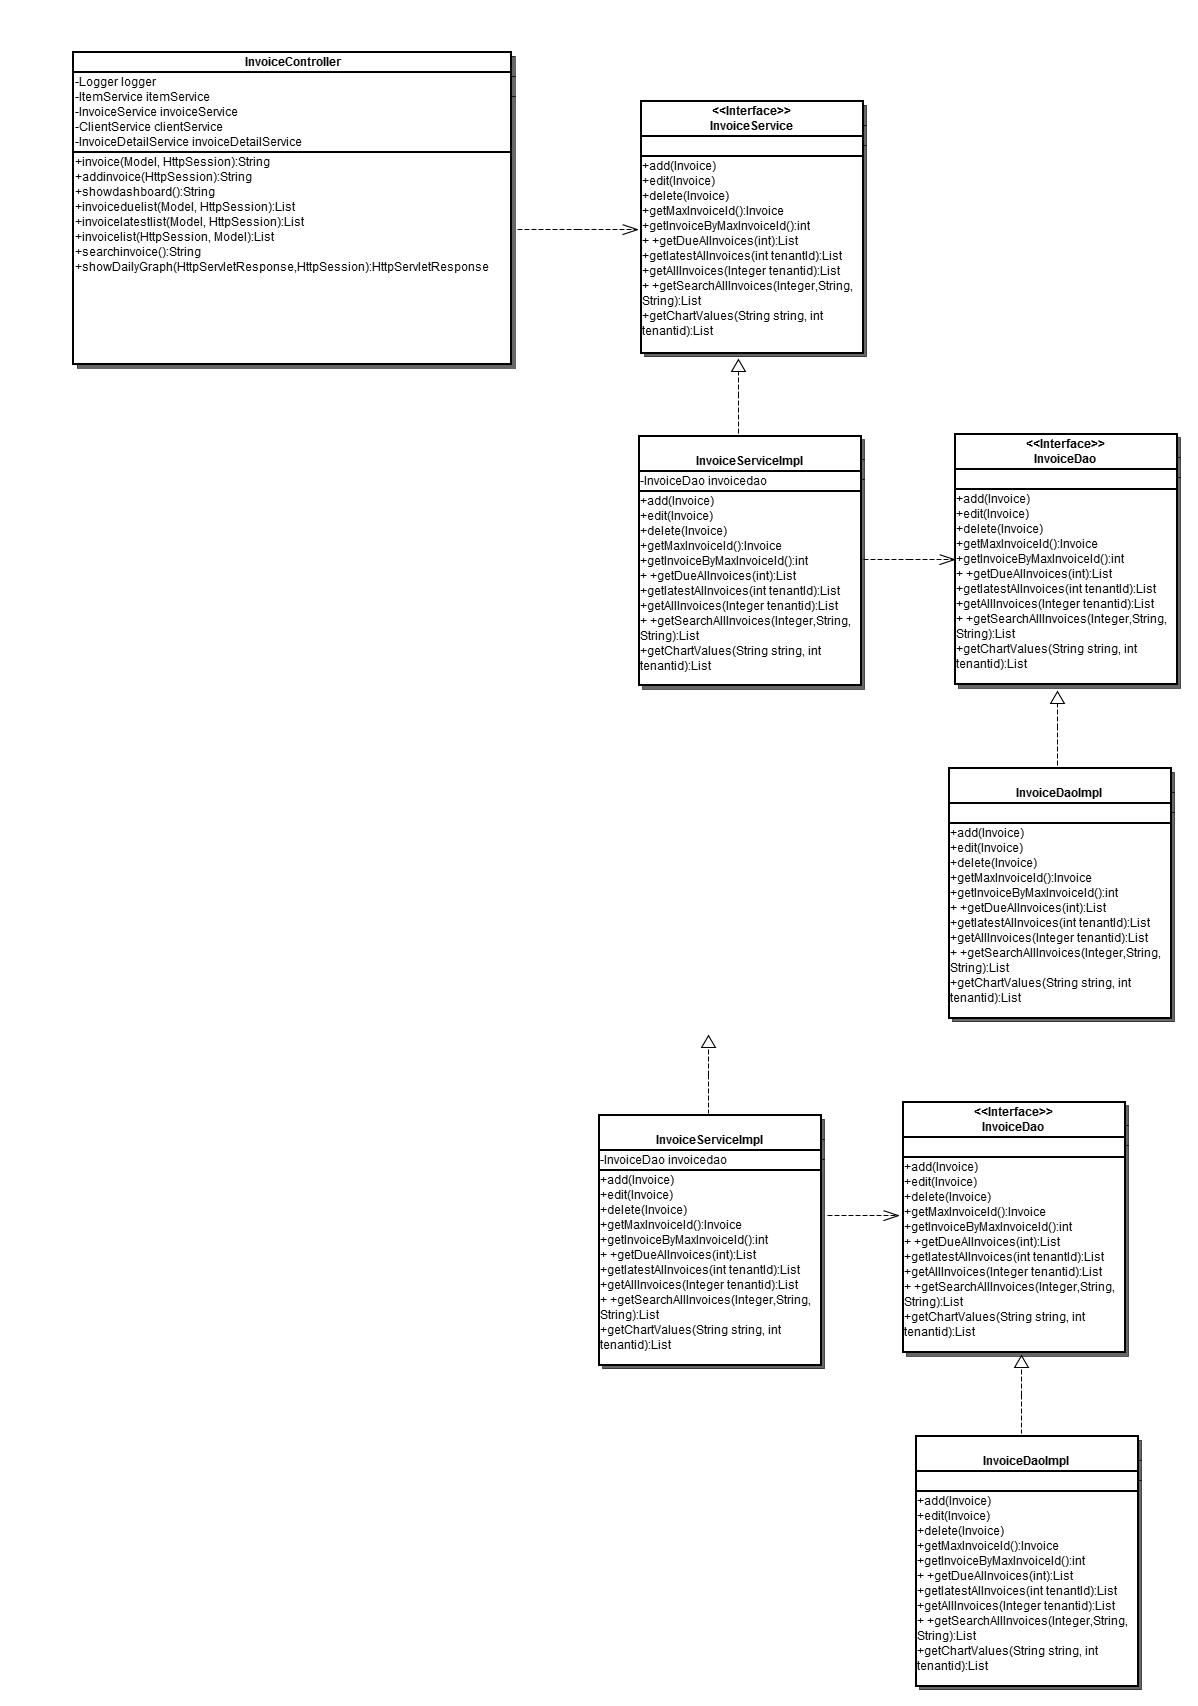 InvoiceController
-Logger logger
-ItemService itemService
-InvoiceService invoiceService
-ClientService clientService
-InvoiceDetailService invoiceDetailService
+invoice(Model, HttpSession):String
+addinvoice(HttpSession):String
+showdashboard():String
+invoiceduelist(Model, HttpSession):List
+invoicelatestlist(Model, HttpSession):List
+invoicelist(HttpSession, Model):List
+searchinvoice():String
+showDailyGraph(HttpServletResponse,HttpSession):HttpServletResponse
<<Interface>>
InvoiceService
+add(Invoice)
+edit(Invoice)
+delete(Invoice)
+getMaxInvoiceId():Invoice
+getInvoiceByMaxInvoiceId():int
+ +getDueAllInvoices(int):List
+getlatestAllInvoices(int tenantId):List
+getAllInvoices(Integer tenantid):List
+ +getSearchAllInvoices(Integer,String,
String):List
+getChartValues(String string, int
tenantid):List
InvoiceServiceImpl
-InvoiceDao invoicedao
+add(Invoice)
+edit(Invoice)
+delete(Invoice)
+getMaxInvoiceId():Invoice
+getInvoiceByMaxInvoiceId():int
+ +getDueAllInvoices(int):List
+getlatestAllInvoices(int tenantId):List
+getAllInvoices(Integer tenantid):List
+ +getSearchAllInvoices(Integer,String,
String):List
+getChartValues(String string, int
tenantid):List
<<Interface>>
InvoiceDao
+add(Invoice)
+edit(Invoice)
+delete(Invoice)
+getMaxInvoiceId():Invoice
+getInvoiceByMaxInvoiceId():int
+ +getDueAllInvoices(int):List
+getlatestAllInvoices(int tenantId):List
+getAllInvoices(Integer tenantid):List
+ +getSearchAllInvoices(Integer,String,
String):List
+getChartValues(String string, int
tenantid):List
InvoiceDaoImpl
+add(Invoice)
+edit(Invoice)
+delete(Invoice)
+getMaxInvoiceId():Invoice
+getInvoiceByMaxInvoiceId():int
+ +getDueAllInvoices(int):List
+getlatestAllInvoices(int tenantId):List
+getAllInvoices(Integer tenantid):List
+ +getSearchAllInvoices(Integer,String,
String):List
+getChartValues(String string, int
tenantid):List
InvoiceServiceImpl
-InvoiceDao invoicedao
+add(Invoice)
+edit(Invoice)
+delete(Invoice)
+getMaxInvoiceId():Invoice
+getInvoiceByMaxInvoiceId():int
+ +getDueAllInvoices(int):List
+getlatestAllInvoices(int tenantId):List
+getAllInvoices(Integer tenantid):List
+ +getSearchAllInvoices(Integer,String,
String):List
+getChartValues(String string, int
tenantid):List
<<Interface>>
InvoiceDao
+add(Invoice)
+edit(Invoice)
+delete(Invoice)
+getMaxInvoiceId():Invoice
+getInvoiceByMaxInvoiceId():int
+ +getDueAllInvoices(int):List
+getlatestAllInvoices(int tenantId):List
+getAllInvoices(Integer tenantid):List
+ +getSearchAllInvoices(Integer,String,
String):List
+getChartValues(String string, int
tenantid):List
InvoiceDaoImpl
+add(Invoice)
+edit(Invoice)
+delete(Invoice)
+getMaxInvoiceId():Invoice
+getInvoiceByMaxInvoiceId():int
+ +getDueAllInvoices(int):List
+getlatestAllInvoices(int tenantId):List
+getAllInvoices(Integer tenantid):List
+ +getSearchAllInvoices(Integer,String,
String):List
+getChartValues(String string, int
tenantid):List